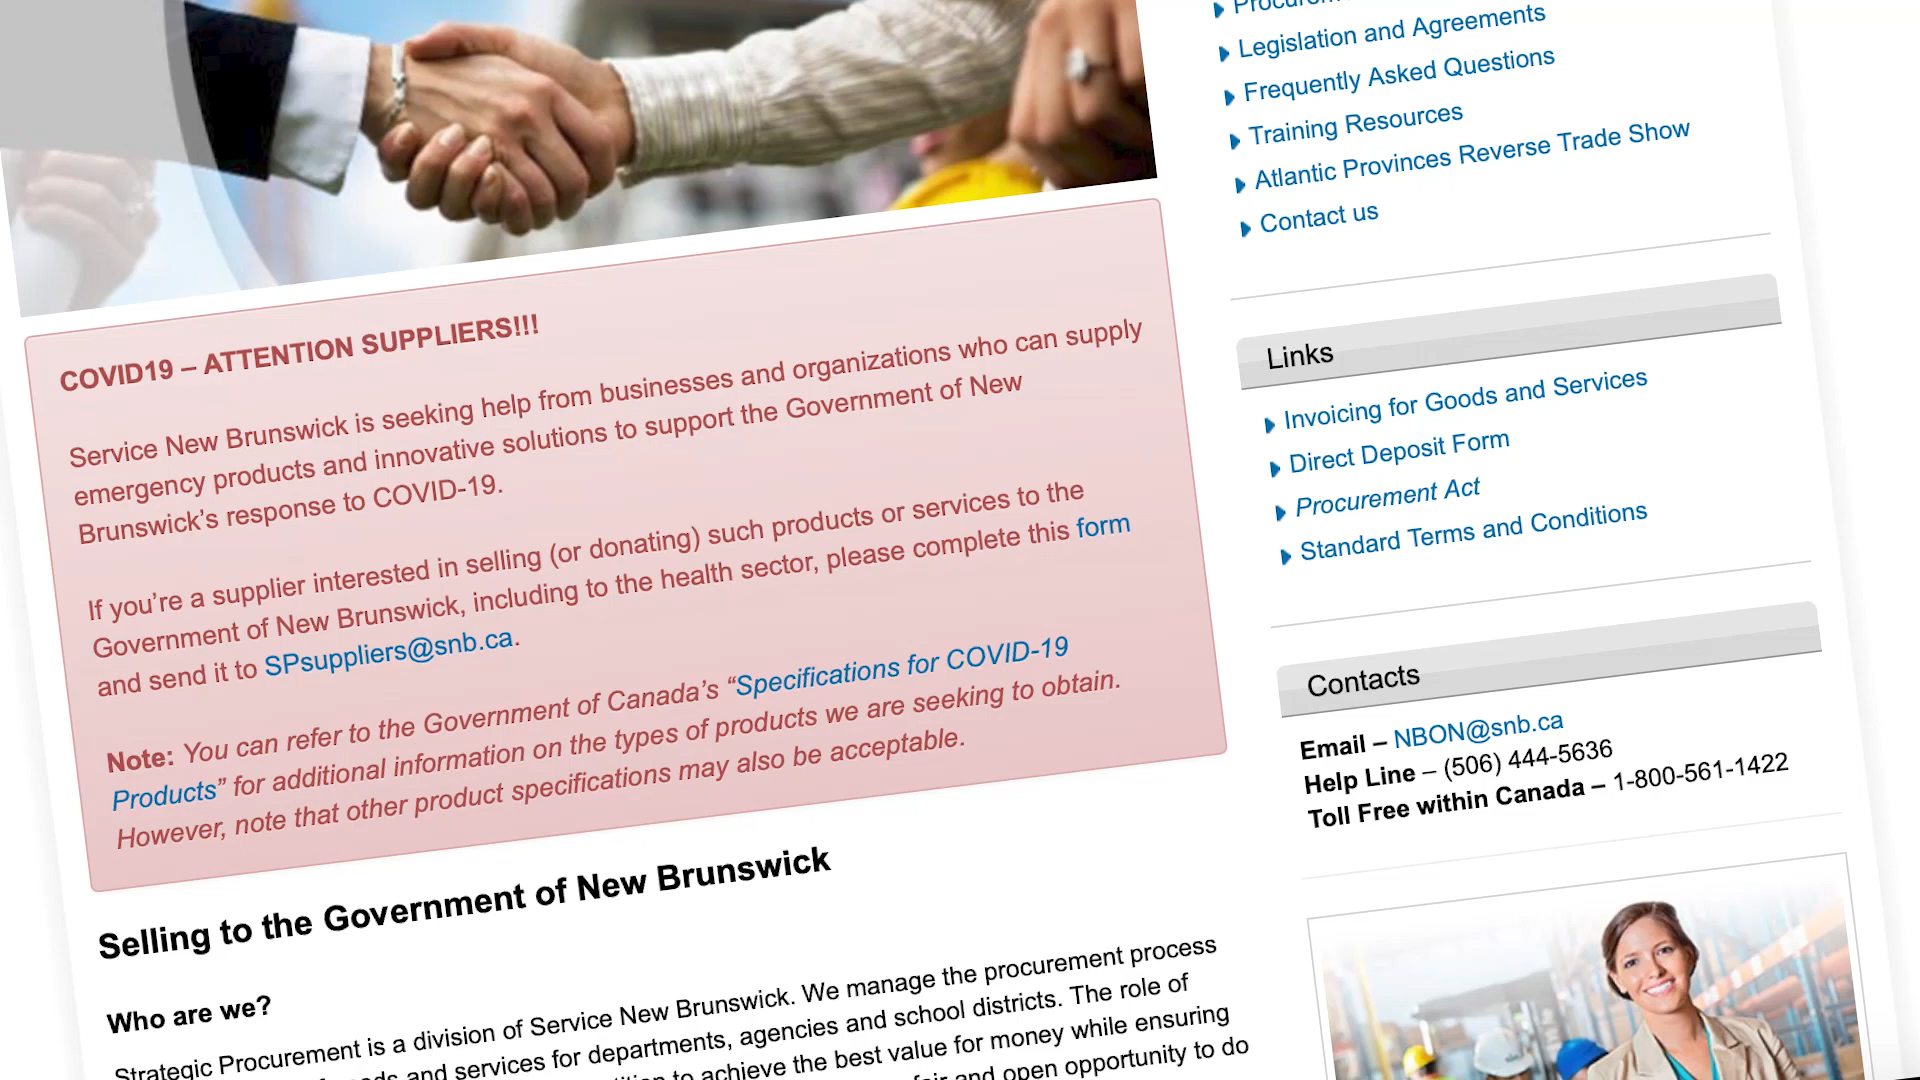 Legislation and Agreements
Frequently Asked Questions
Training Resources
Atlantic Provinces Reverse Trade Show
Contact us
COVID19 – ATTENTION SUPPLIERS!!!
Service New Brunswick is seeking help from businesses and organizations who can supply
emergency products and innovative solutions to support the Government of New
Brunswick’s response to COVID-19.
If you’re a supplier interested in selling (or donating) such products or services to the
Government of New Brunswick, including to the health sector, please complete this form
and send it to SPsuppliers@snb.ca.
Note: You can refer to the Government of Canada’s “Specifications for COVID-19
Products” for additional information on the types of products we are seeking to obtain.
However, note that other product specifications may also be acceptable.
Links
Invoicing for Goods and Services
Direct Deposit Form
Procurement Act
Standard Terms and Conditions
Contacts
Email – NBON@snb.ca
Help Line – (506) 444-5636
Toll Free within Canada – 1-800-561-1422
Selling to the Government of New Brunswick
Who are we?
Strategic Procurement is a division of Service New Brunswick. We manage the procurement process
and services for departments, agencies and school districts. The role of
to achieve the best value for money while ensuring
and open opportunity to do